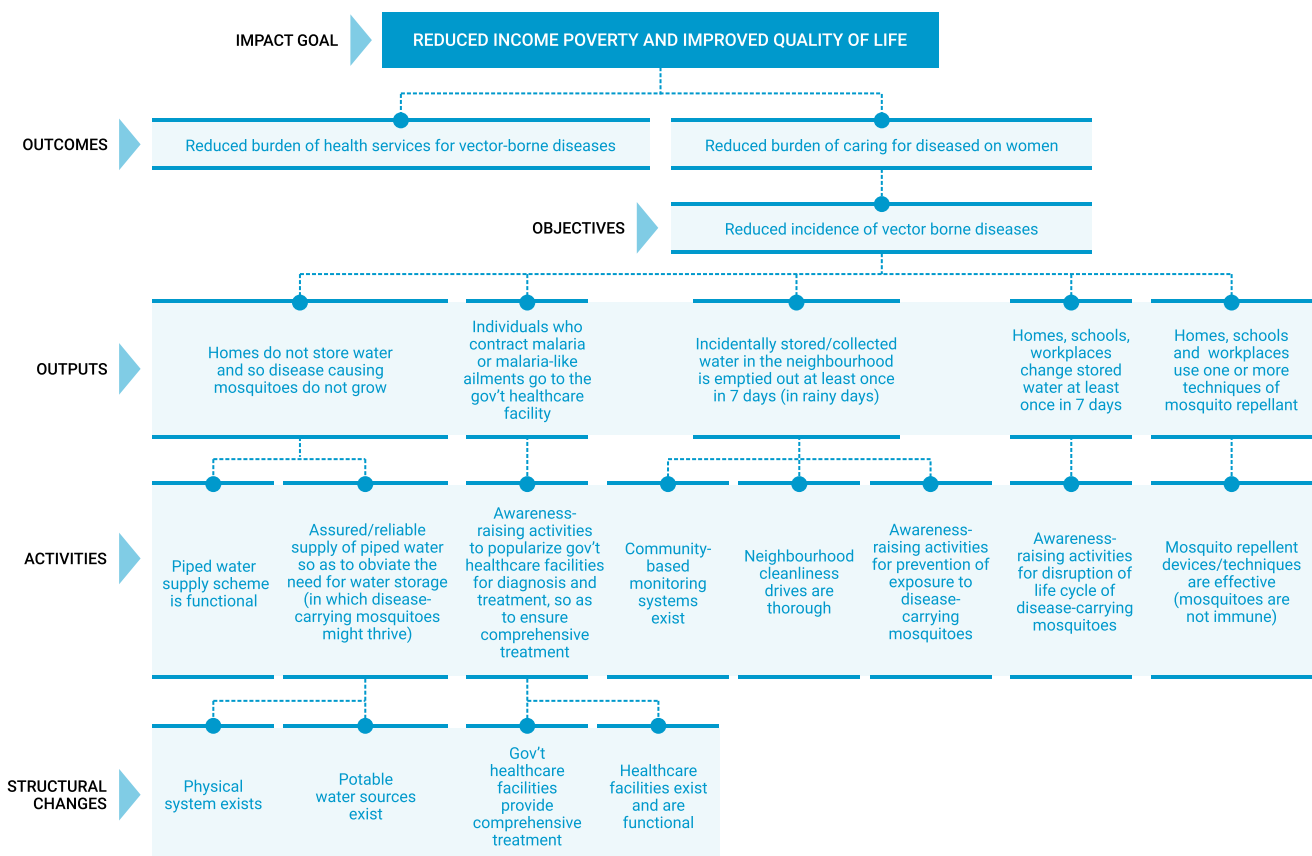 IMPACT GOAL
REDUCED INCOME POVERTY AND IMPROVED QUALITY OF LIFE
OUTCOMES
Reduced burden of health services for vector-borne diseases
Reduced burden of caring for diseased on women
OBJECTIVES
Reduced incidence of vector borne diseases
OUTPUTS
Homes do not store water
and so disease causing
mosquitoes do not grow
Individuals who
contract malaria
or malaria-like
ailments go to the
gov't healthcare
facility
Incidentally stored/collected
water in the neighbourhood
is emptied out at least once
in 7 days (in rainy days)
Homes, schools,
workplaces
change stored
water at least
once in 7 days
Homes, schools
and workplaces
use one or more
techniques of
mosquito repellant
ACTIVITIES
Piped water
supply scheme
is functional
Assured/reliable
supply of piped water
so as to obviate the
need for water storage
(in which disease-
carrying mosquitoes
might thrive)
Awareness-
raising activities
to popularize gov't
healthcare facilities
for diagnosis and
treatment, so as
to ensure
comprehensive
treatment
Community-
based
monitoring
systems
exist
Neighbourhood
cleanliness
drives are
thorough
Awareness-
raising activities
for prevention of
exposure to
disease-
carrying
mosquitoes
Awareness-
raising activities
for disruption of
life cycle of
disease-carrying
mosquitoes
Mosquito repellent
devices/techniques
are effective
(mosquitoes are
not immune)
STRUCTURAL
CHANGES
Physical
system exists
Potable
water sources
exist
Gov't
healthcare
facilities
provide
comprehensive
treatment
Healthcare
facilities exist
and are
functional